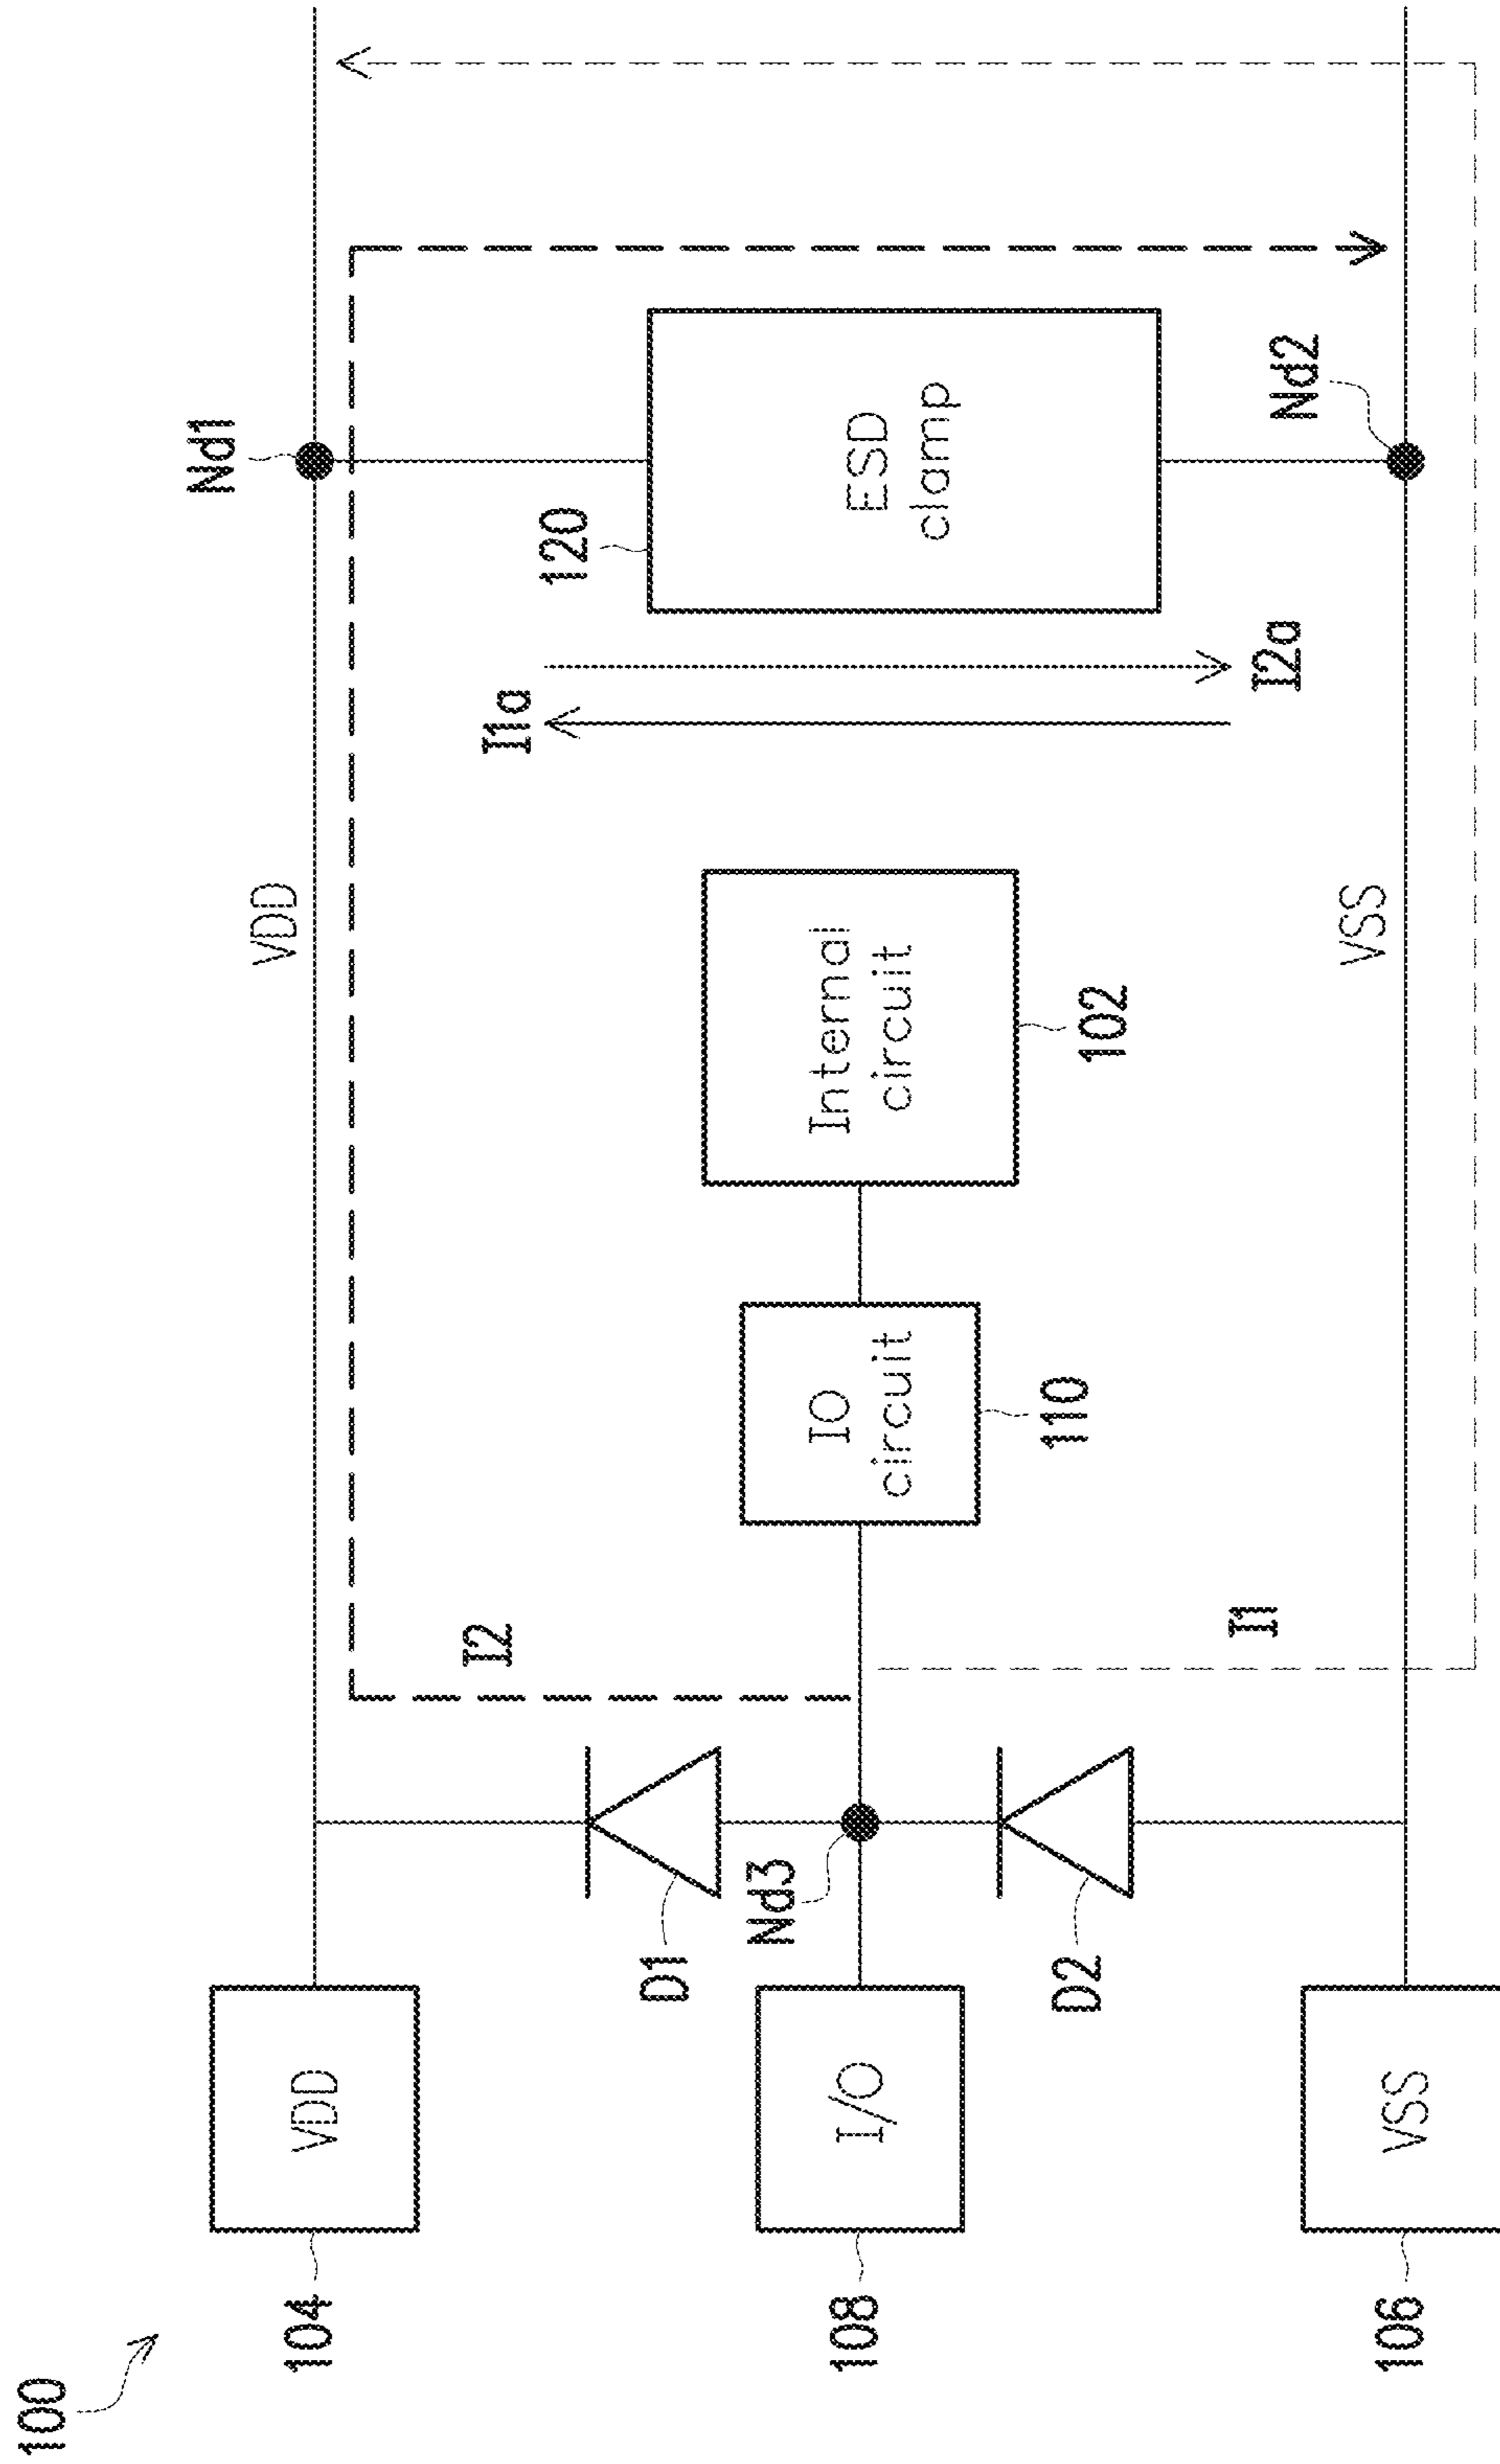 100
104
VDD
VDD
Nd1
I2
I1a
120
ESD
clamp
D1
Nd3
108
I/O
IO
circuit
110
Internal
circuit
102
I2a
Nd2
D2
I1
106
VSS
VSS